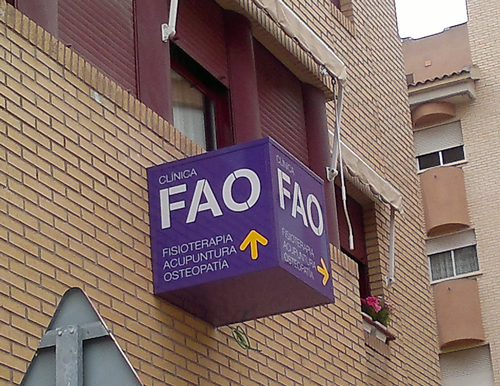 CLÍNICA
FAO
FISIOTERAPIA
ACUPUNTURA
OSTEOPATÍA
CLÍNICA
FAO
FISIOTERAPIA
ACUPUNTURA
OSTEOPATÍA